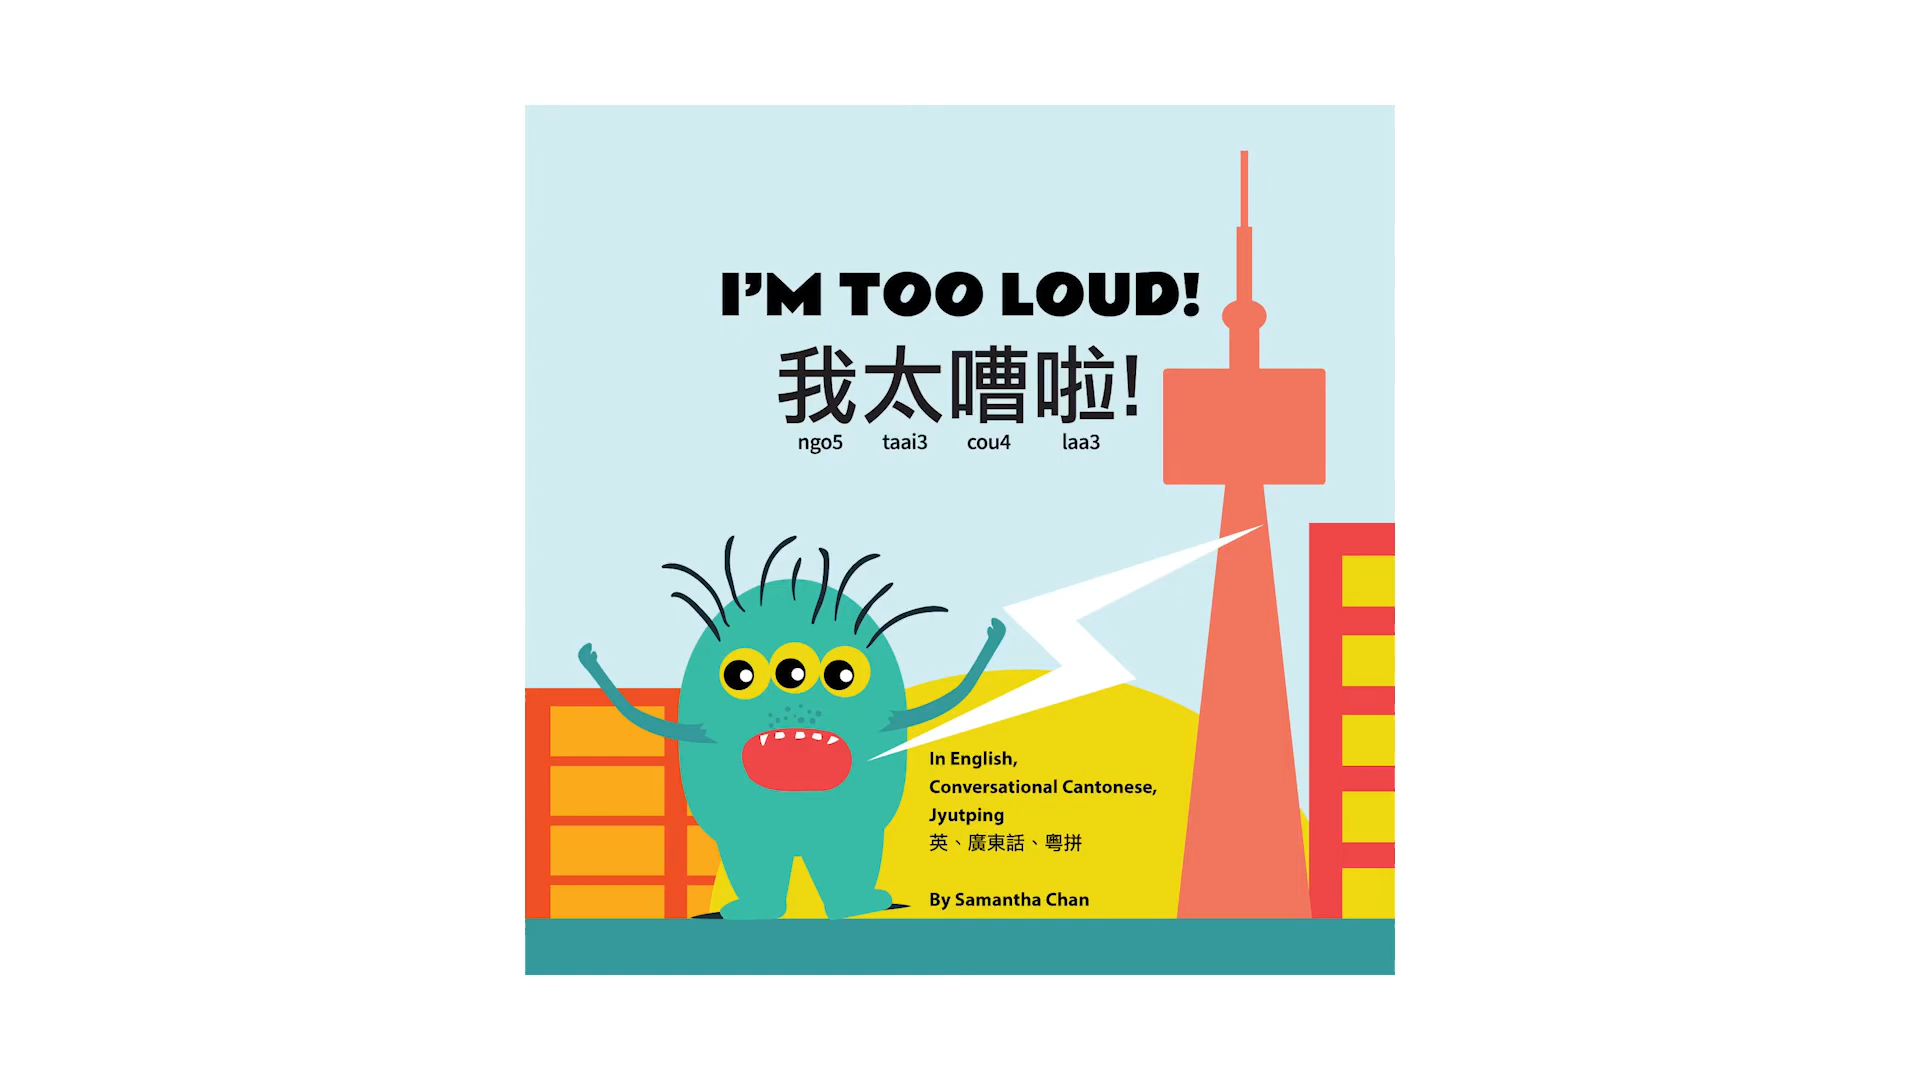 I'M TOO LOUD!
我太嘈啦!
ngo5 taai3 cou4 laa3
In English,
Conversational Cantonese,
Jyutping
英、廣東話、粵拼
By Samantha Chan